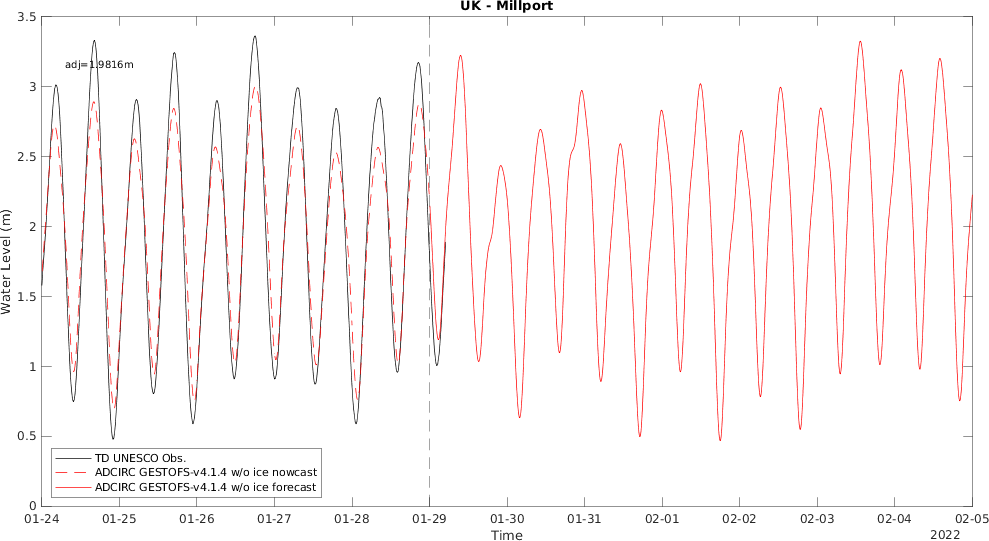 UK - Millport
3.5
3
2.5
2
1.5
1
0.5
0
Water Level (m)
adj=1.9816m
TD UNESCO Obs.
ADCIRC GESTOFS-v4.1.4 w/o ice nowcast
ADCIRC GESTOFS-v4.1.4 w/o ice forecast
01-24 01-25 01-26 01-27 01-28 01-29 01-30 01-31 02-01 02-02 02-03 02-04 02-05
Time
2022